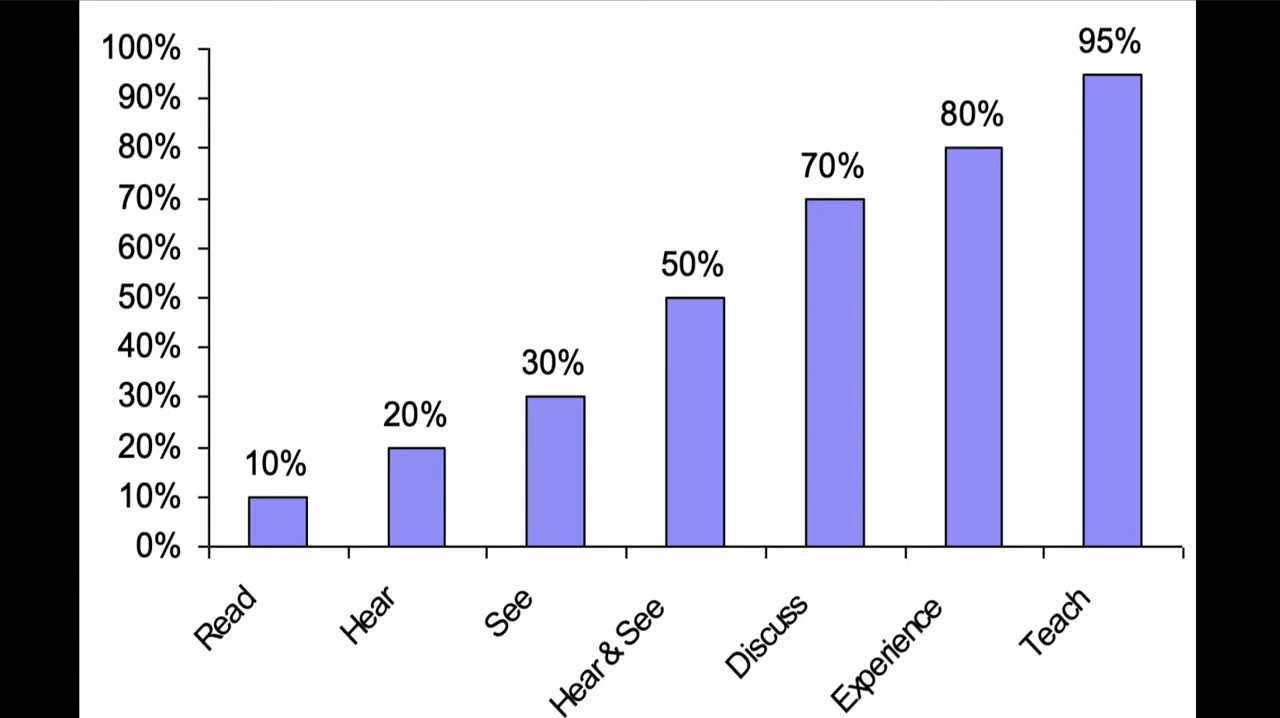 100%
90%
80%
70%
60%
50%
40%
30%
20%
10%
0%
10%
20%
30%
50%
70%
80%
95%
Read
Hear
See
Hear & See
Discuss
Experience
Teach